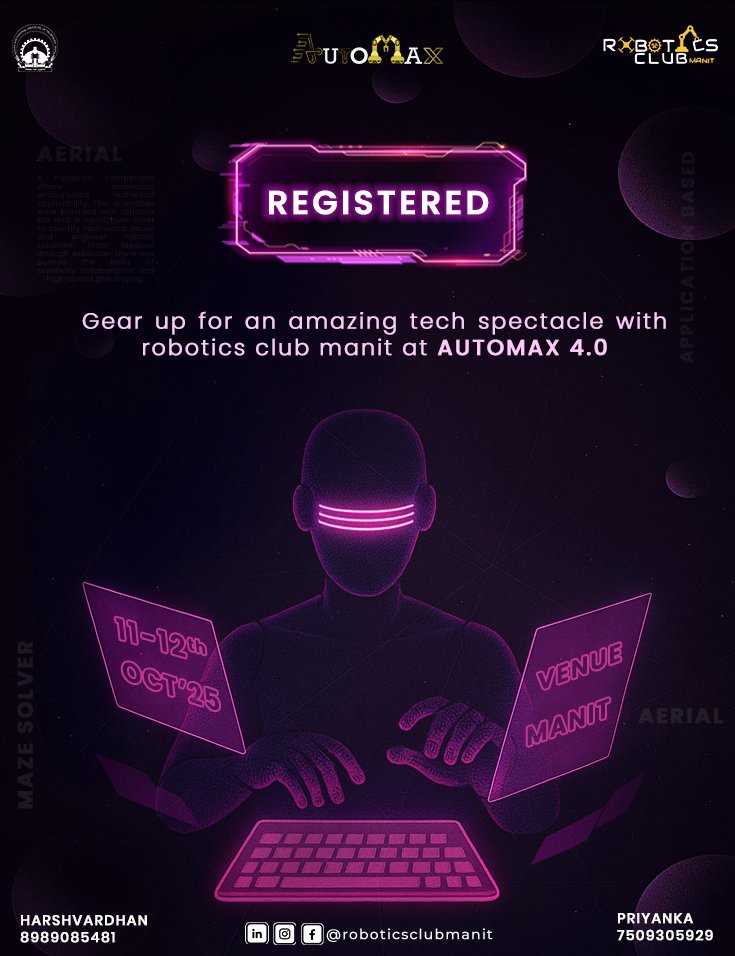 AUTOMAX
ROBOTICS
CLUB MANIT
AERIAL
APPLICATION BASED
REGISTERED
Gear up for an amazing tech spectacle with
robotics club manit at AUTOMAX 4.0
11-12th
OCT'25
VENUE
MANIT
MAZE SOLVER
AERIAL
HARSHVARDHAN
8989085481
@roboticsclubmanit
PRIYANKA
7509305929